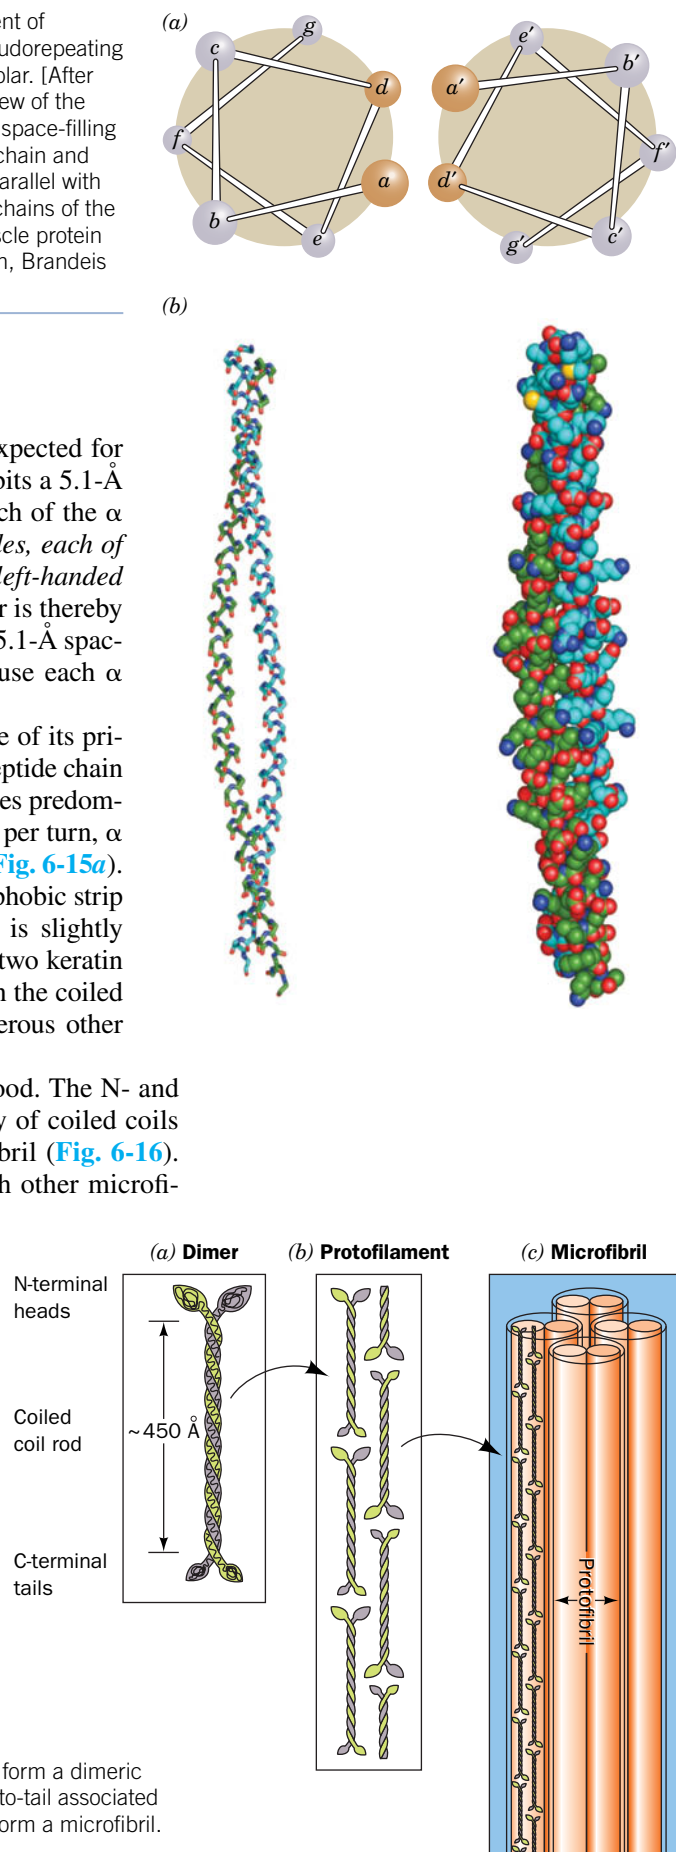 ent of
udorepeating
olar. [After
ew of the
space-filling
chain and
arallel with
chains of the
scle protein
n, Brandeis
(a)
g
c
d
f
a
b
e
e′
b′
a′
f′
d′
g′
c′
(b)
xpected for
bits a 5.1-Å
ch of the α
les, each of
left-handed
r is thereby
5.1-Å spac-
use each α
e of its pri-
eptide chain
es predom-
per turn, α
Fig. 6-15a).
phobic strip
is slightly
two keratin
n the coiled
erous other
ood. The N- and
y of coiled coils
bril (Fig. 6-16).
h other microfi-
(a) Dimer
(b) Protofilament
(c) Microfibril
N-terminal
heads
~450 Å
Coiled
coil rod
C-terminal
tails
Protofibril
form a dimeric
to-tail associated
orm a microfibril.